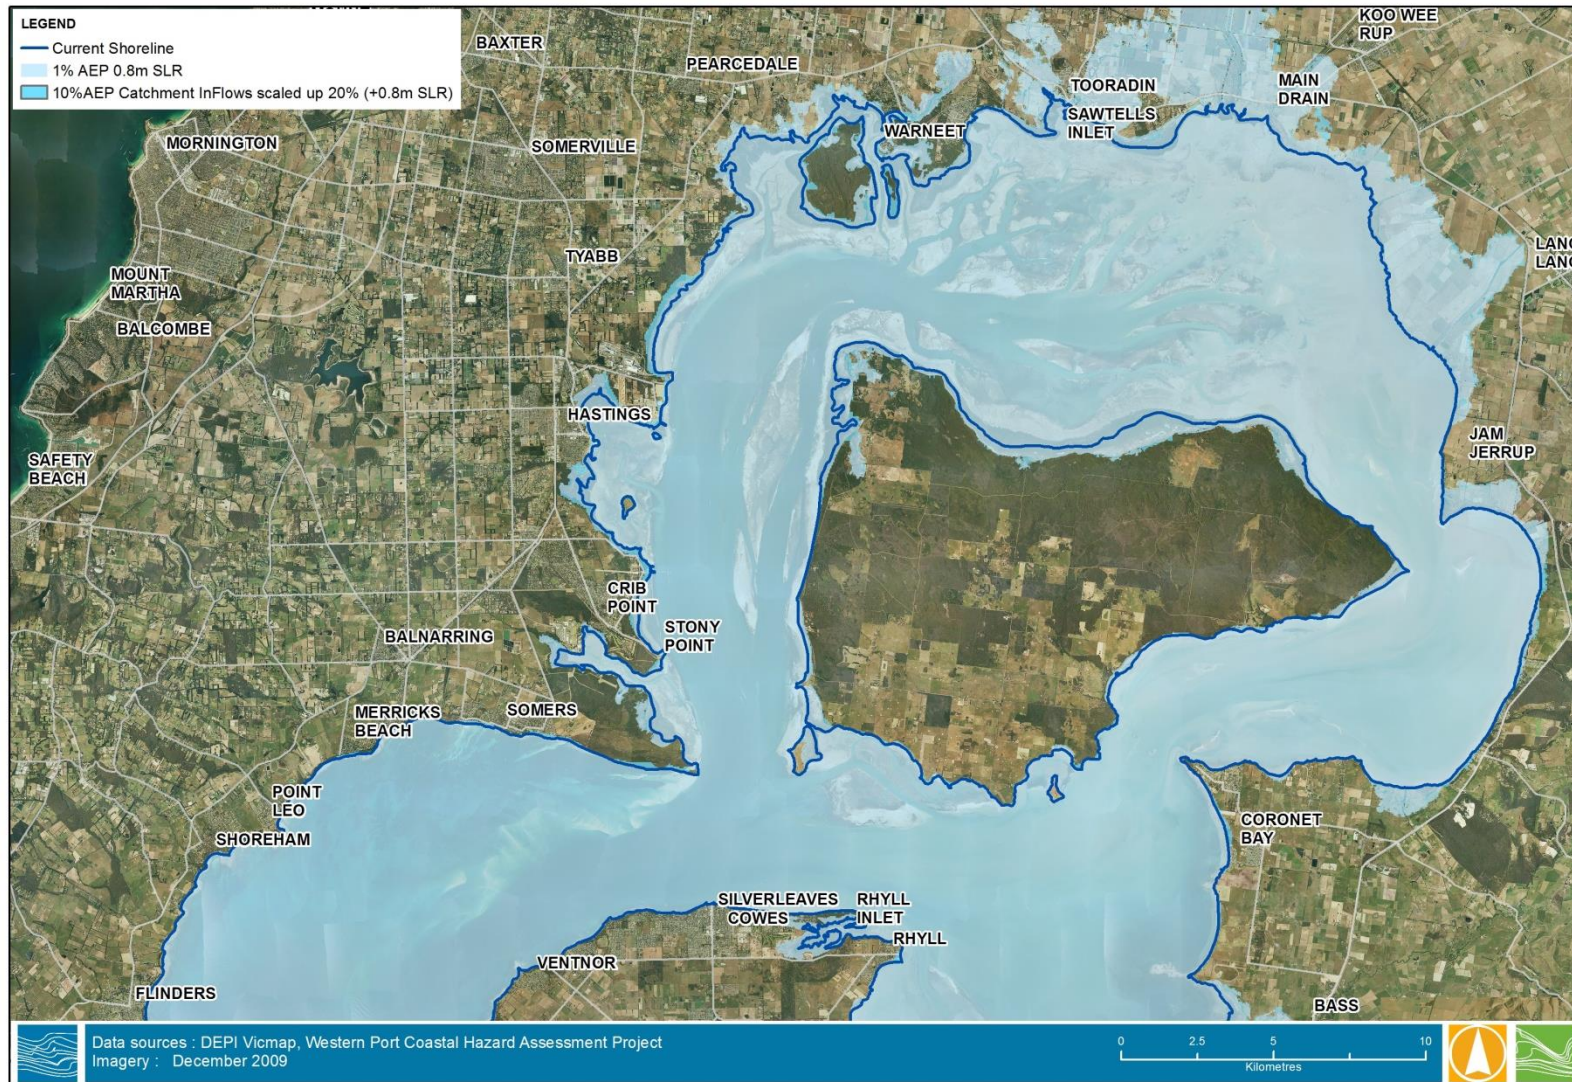 LEGEND
Current Shoreline
1% AEP 0.8m SLR
10%AEP Catchment InFlows scaled up 20% (+0.8m SLR)
KOO WEE
RUP
BAXTER
PEARCEDALE
TOORADIN
MAIN
DRAIN
SAWTELLS
INLET
WARNEET
MORNINGTON
SOMERVILLE
LANG
LANG
TYABB
MOUNT
MARTHA
BALCOMBE
HASTINGS
JAM
JERRUP
SAFETY
BEACH
CRIB
POINT
STONY
POINT
BALNARRING
SOMERS
MERRICKS
BEACH
POINT
LEO
SHOREHAM
CORONET
BAY
SILVERLEAVES
COWES
RHYLL
INLET
RHYLL
VENTNOR
FLINDERS
BASS
Data sources : DEPI Vicmap, Western Port Coastal Hazard Assessment Project
Imagery : December 2009
0 2.5 5 10
Kilometres